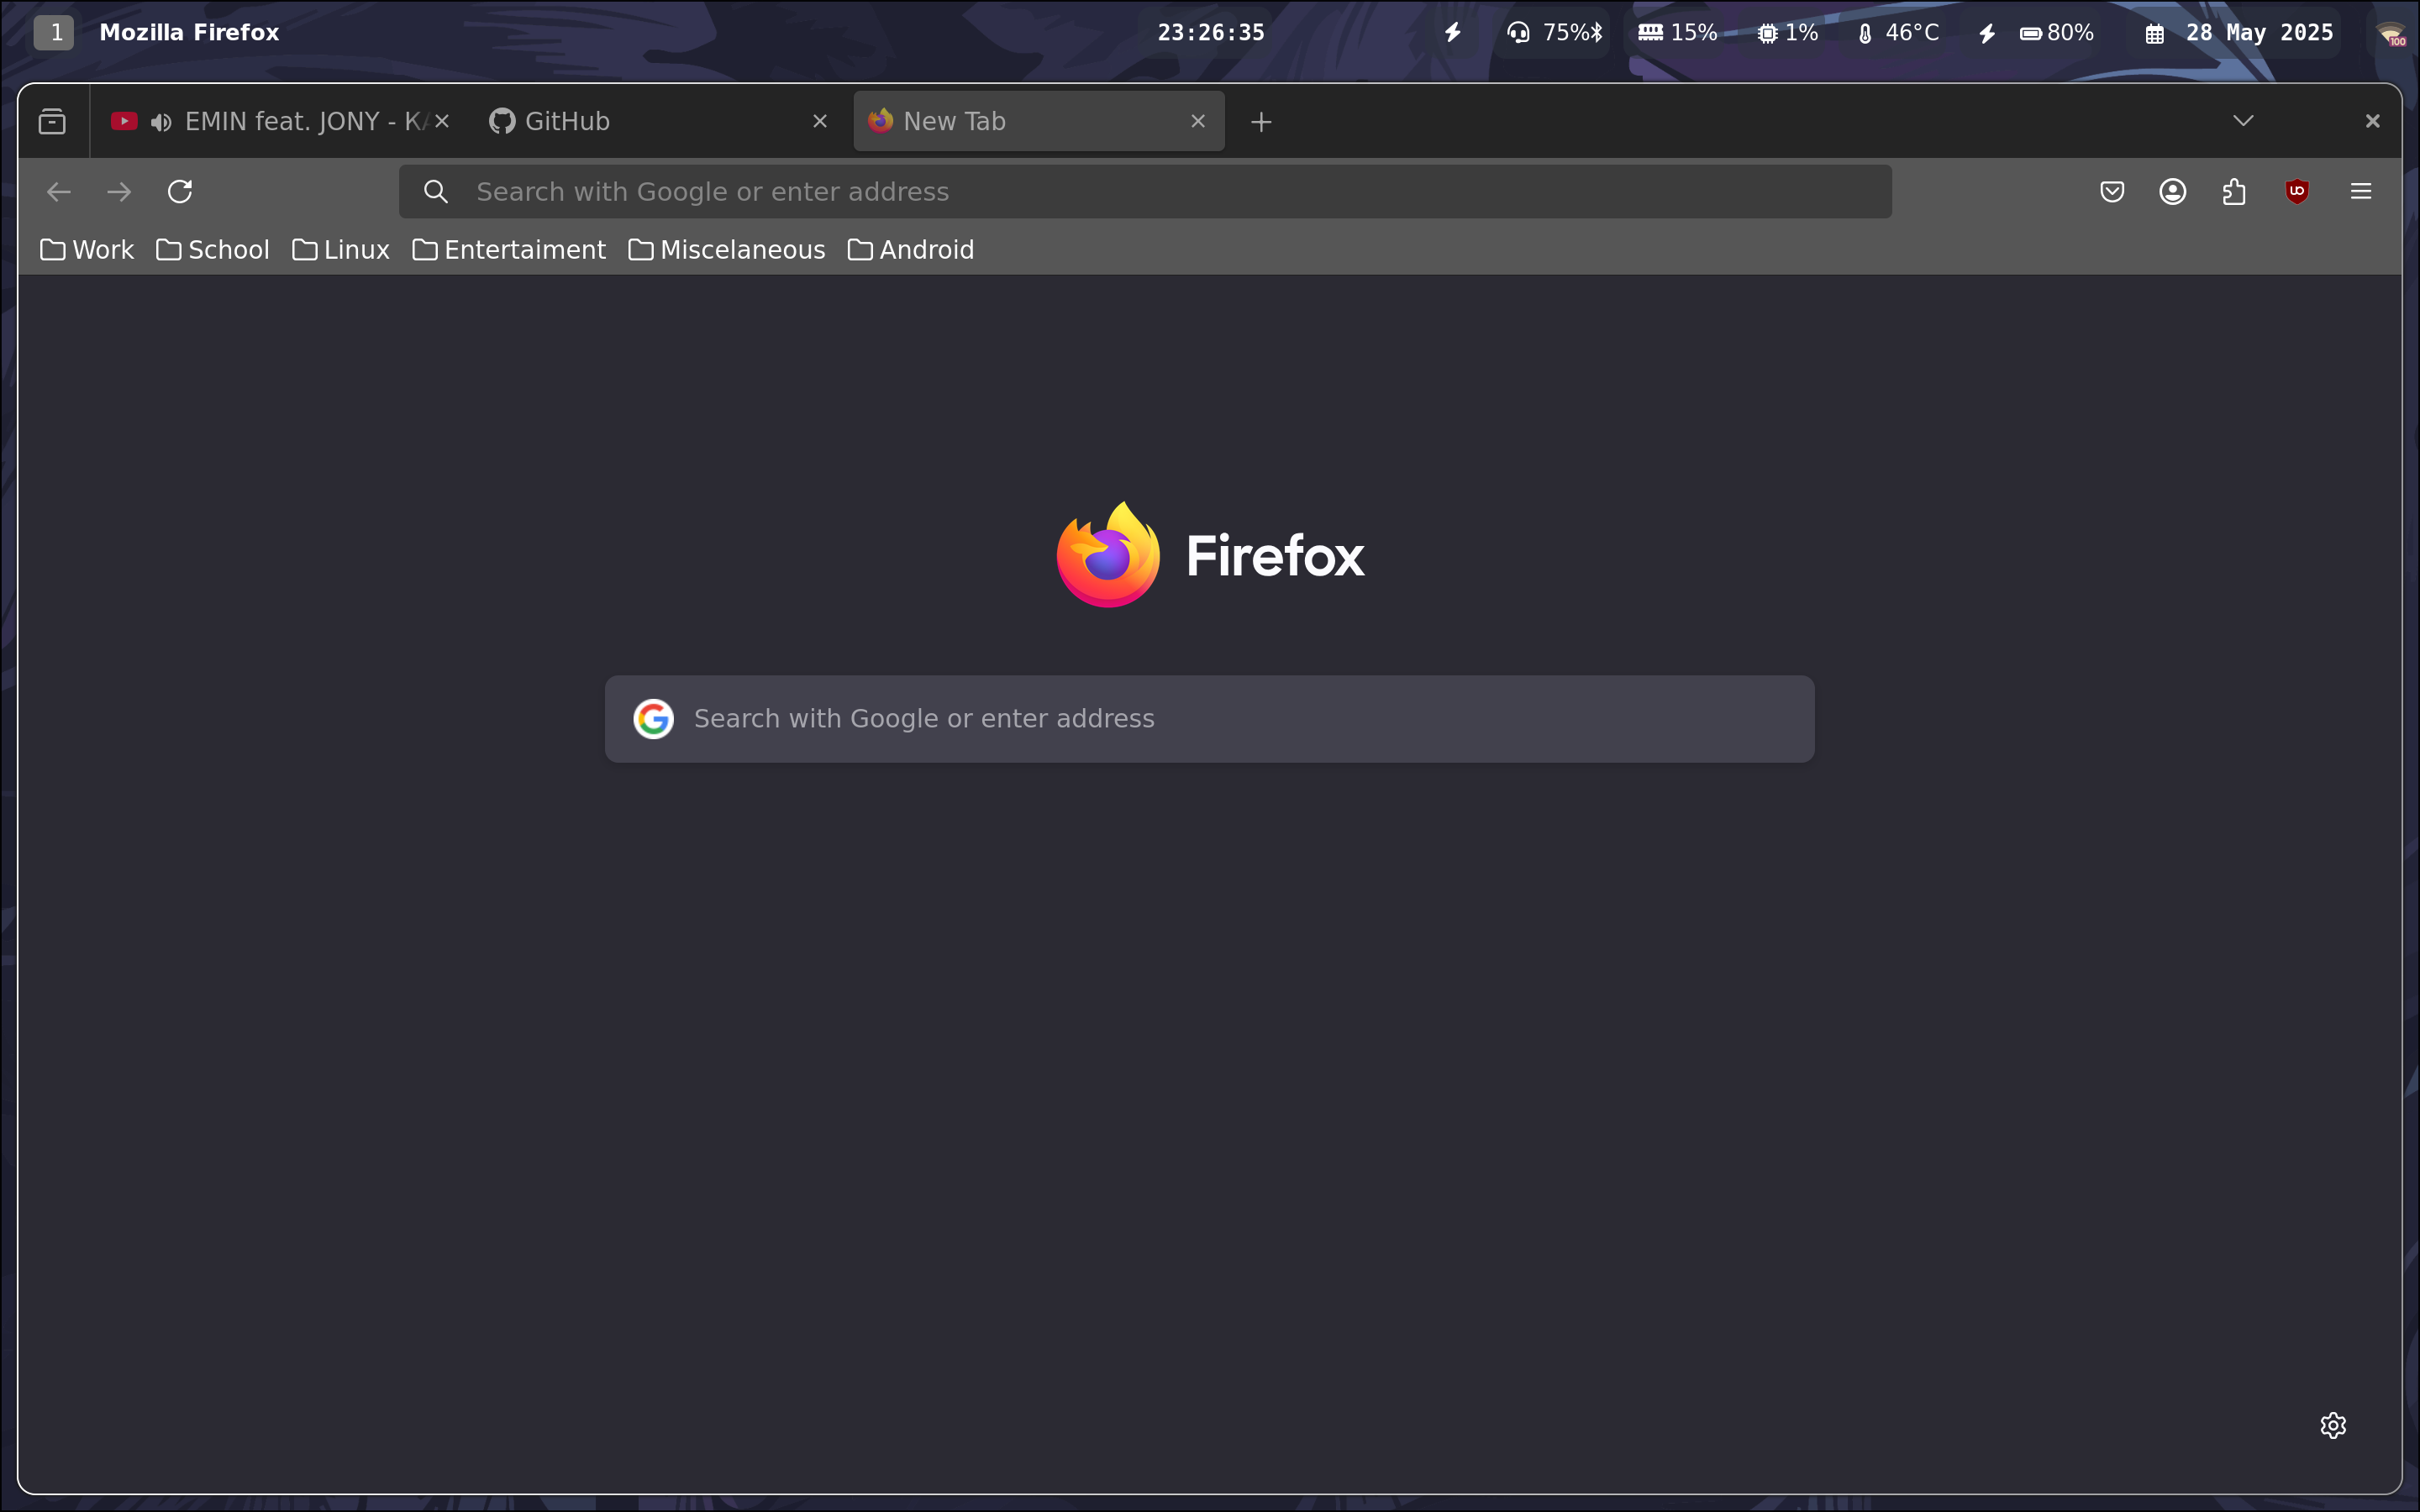 1 Mozilla Firefox 23:26:35 75% 15% 1% 46°C 80% 28 May 2025 100
EMIN feat. JONY - KA GitHub New Tab
Search with Google or enter address
Work School Linux Entertaiment Miscelaneous Android
Firefox
Search with Google or enter address